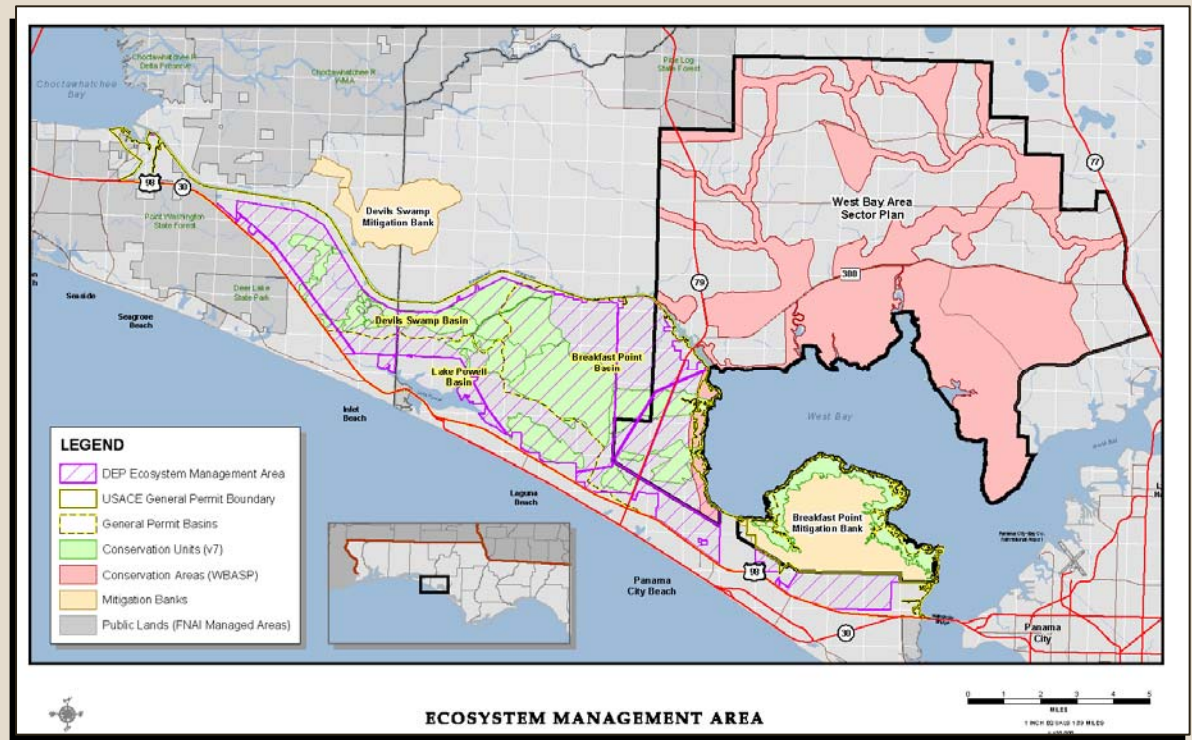 Choctawhatchee
Bay
Choctawhatchee R
Delta Preserve
Choctawhatchee R
WMA
Pine Log
State Forest
98
30
77
Point Washington
State Forest
Devils Swamp
Mitigation Bank
West Bay Area
Sector Plan
388
79
Deer Lake
State Park
Seaside
Seagrove
Beach
Devils Swamp Basin
Breakfast Point
Basin
Lake Powell
Basin
West Bay
Inlet
Beach
Laguna
Beach
Breakfast Point
Mitigation Bank
Panama
City Beach
98
30
Panama
City
LEGEND
DEP Ecosystem Management Area
USACE General Permit Boundary
General Permit Basins
Conservation Units (v7)
Conservation Areas (WBASP)
Mitigation Banks
Public Lands (FNAI Managed Areas)
ECOSYSTEM MANAGEMENT AREA
0 1 2 3 4 5
MILES